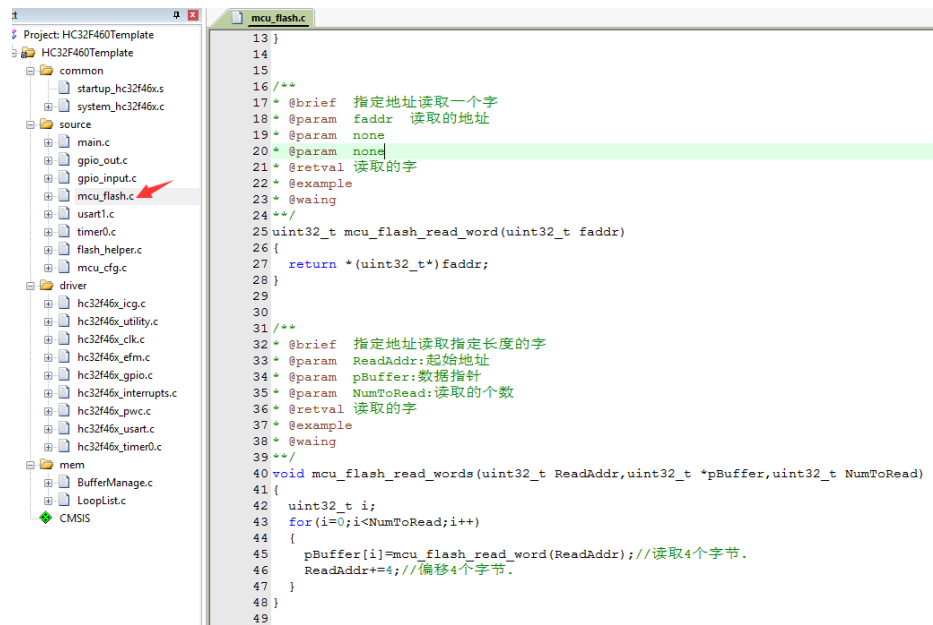 ct
Project: HC32F460Template
HC32F460Template
common
startup_hc32f46x.s
system_hc32f46x.c
source
main.c
gpio_out.c
gpio_input.c
mcu_flash.c
usart1.c
timer0.c
flash_helper.c
mcu_cfg.c
driver
hc32f46x_icg.c
hc32f46x_utility.c
hc32f46x_clk.c
hc32f46x_efm.c
hc32f46x_gpio.c
hc32f46x_interrupts.c
hc32f46x_pwc.c
hc32f46x_usart.c
hc32f46x_timer0.c
mem
BufferManage.c
LoopList.c
CMSIS
mcu_flash.c
13 }
14
15
16 /**
17 * @brief  指定地址读取一个字
18 * @param  faddr  读取的地址
19 * @param  none
20 * @param  none
21 * @retval 读取的字
22 * @example
23 * @waing
24 **/
25 uint32_t mcu_flash_read_word(uint32_t faddr)
26 {
27   return *(uint32_t*)faddr;
28 }
29
30
31 /**
32 * @brief  指定地址读取指定长度的字
33 * @param  ReadAddr:起始地址
34 * @param  pBuffer:数据指针
35 * @param  NumToRead:读取的个数
36 * @retval 读取的字
37 * @example
38 * @waing
39 **/
40 void mcu_flash_read_words(uint32_t ReadAddr,uint32_t *pBuffer,uint32_t NumToRead)
41 {
42   uint32_t i;
43   for(i=0;i<NumToRead;i++)
44   {
45     pBuffer[i]=mcu_flash_read_word(ReadAddr);//读取4个字节.
46     ReadAddr+=4;//偏移4个字节.
47   }
48 }
49